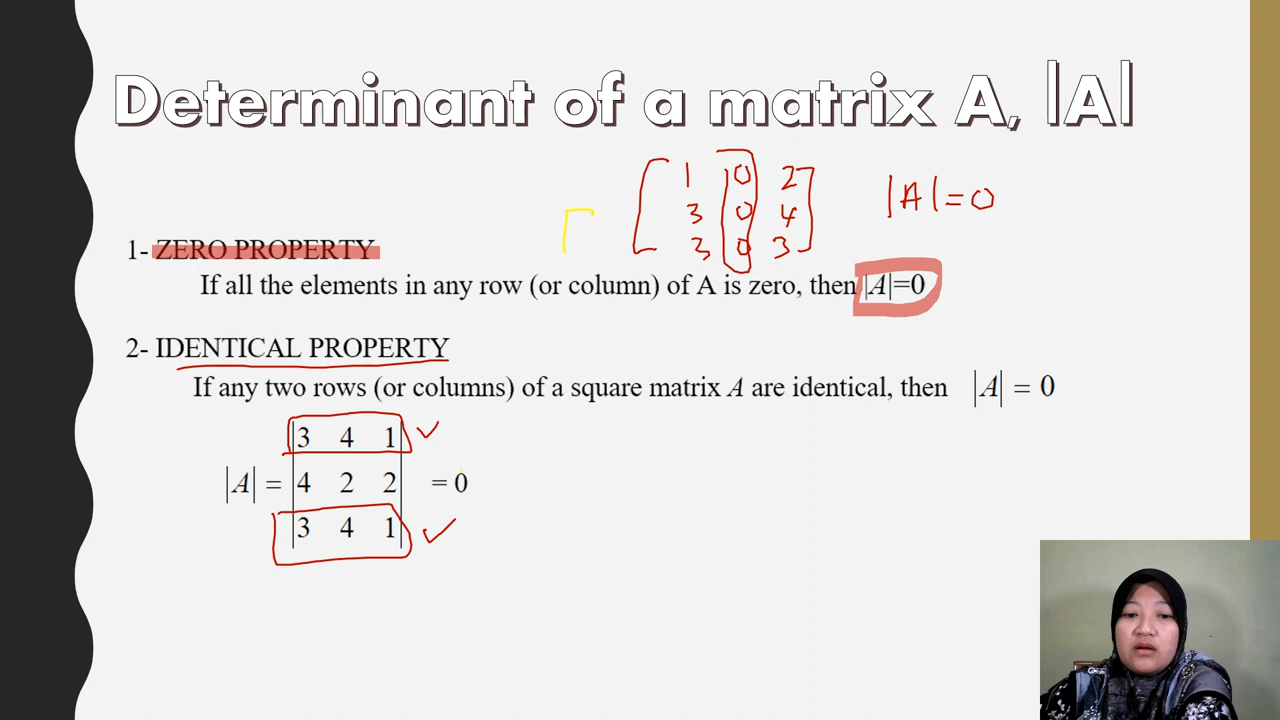 Determinant of a matrix A, |A|
1 0 2
3 0 4
3 0 3
|A| = 0
1- ZERO PROPERTY
If all the elements in any row (or column) of A is zero, then |A|=0
2- IDENTICAL PROPERTY
If any two rows (or columns) of a square matrix A are identical, then |A| = 0
3 4 1
|A| = 4 2 2 = 0
3 4 1